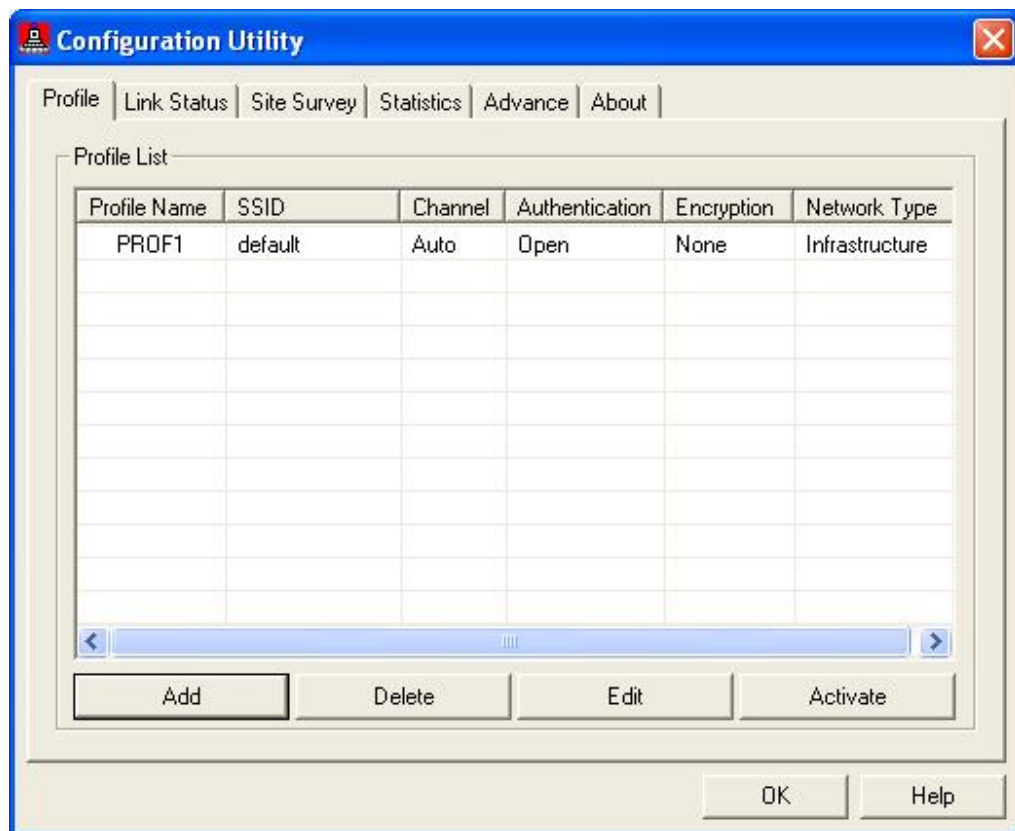 Configuration Utility
Profile Link Status Site Survey Statistics Advance About
Profile List
Profile Name SSID Channel Authentication Encryption Network Type
PROF1 default Auto Open None Infrastructure
Add Delete Edit Activate
OK Help